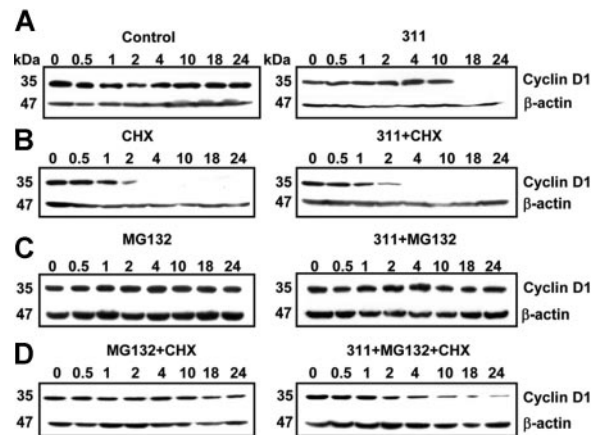 A
Control
311
kDa 0 0.5 1 2 4 10 18 24
kDa 0 0.5 1 2 4 10 18 24
35
35
Cyclin D1
47
47
β-actin
B
CHX
311+CHX
0 0.5 1 2 4 10 18 24
0 0.5 1 2 4 10 18 24
35
35
Cyclin D1
47
47
β-actin
C
MG132
311+MG132
0 0.5 1 2 4 10 18 24
0 0.5 1 2 4 10 18 24
35
35
Cyclin D1
47
47
β-actin
D
MG132+CHX
311+MG132+CHX
0 0.5 1 2 4 10 18 24
0 0.5 1 2 4 10 18 24
35
35
Cyclin D1
47
47
β-actin